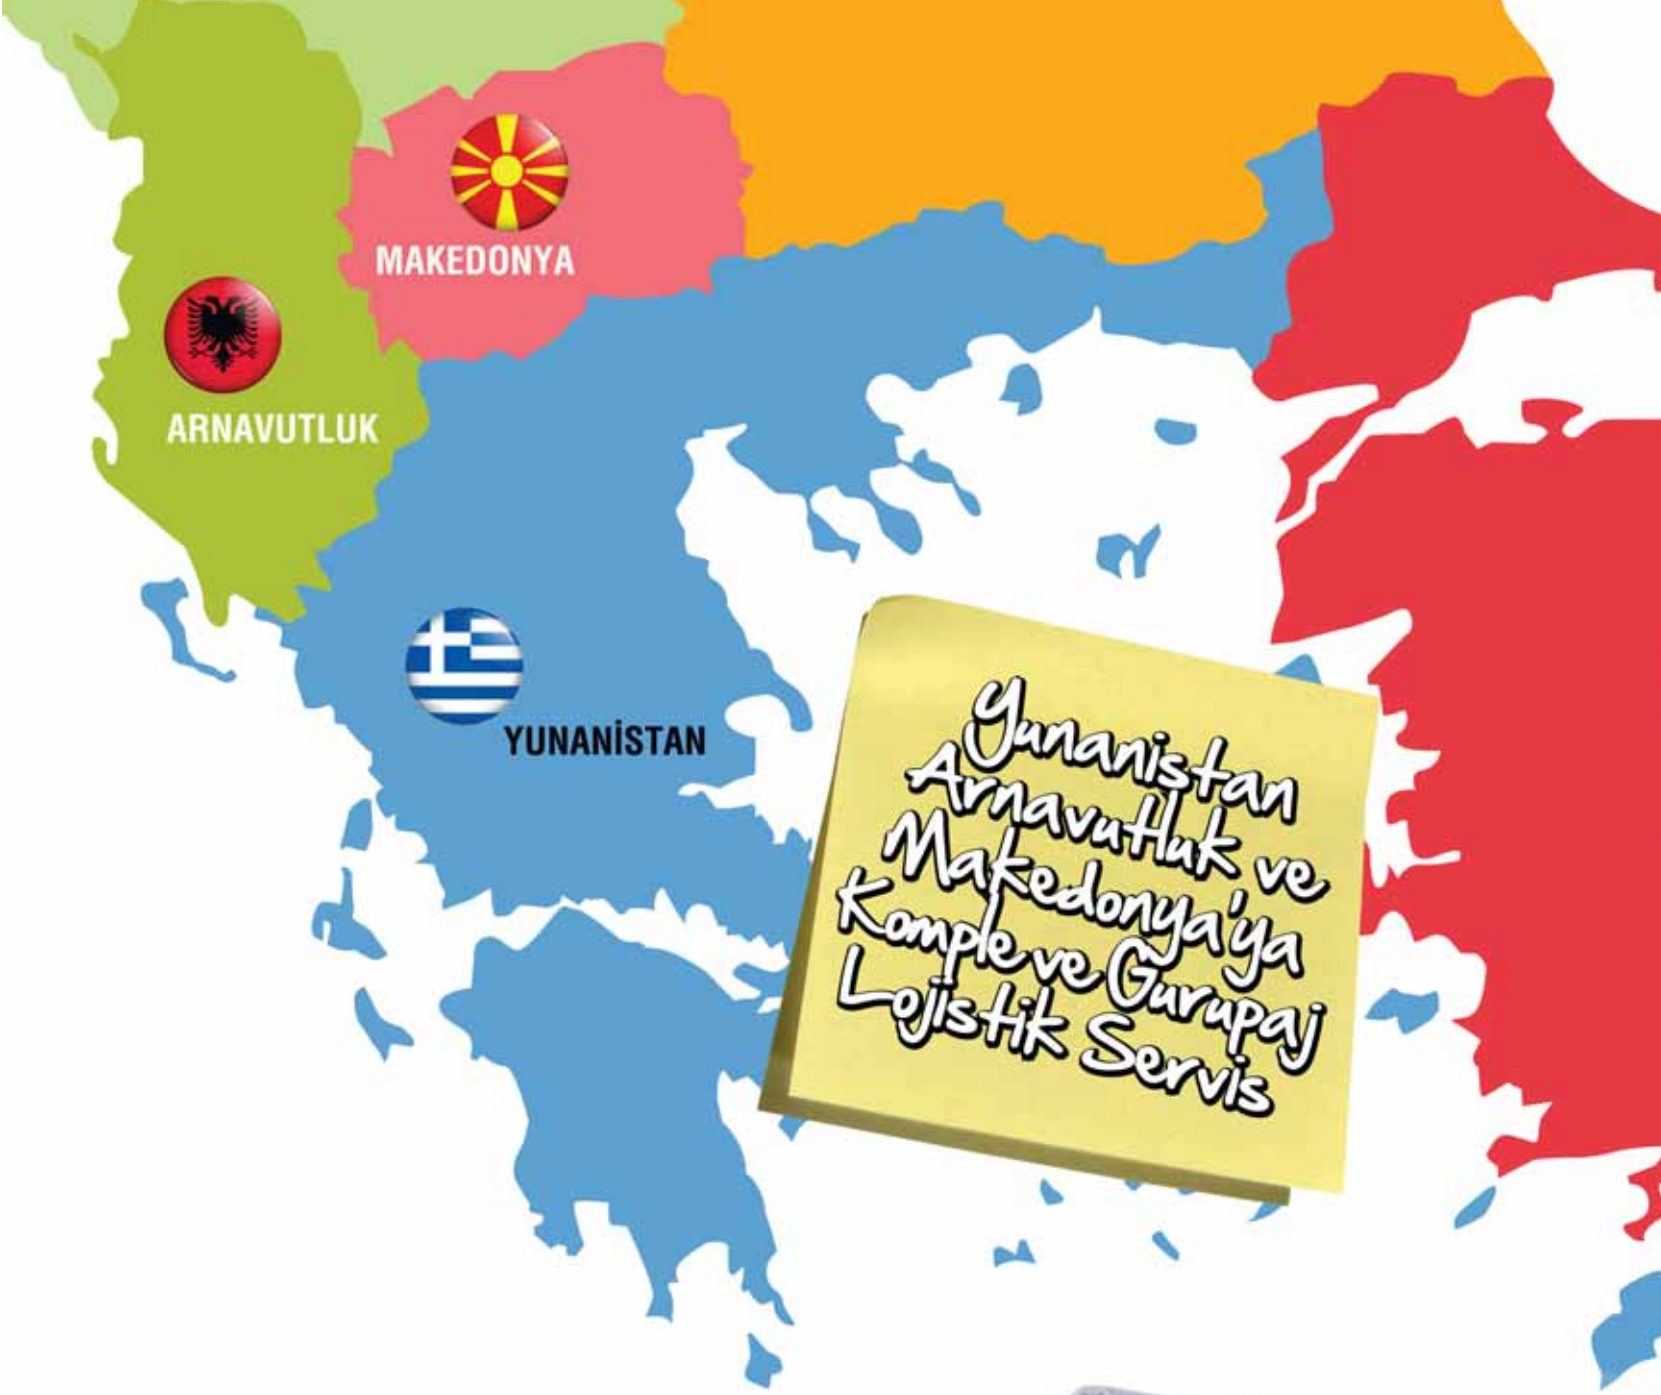 MAKEDONYA
ARNAVUTLUK
YUNANİSTAN
Yunanistan
Arnavutluk ve
Makedonya'ya
Komple ve Gurupaj
Lojistik Servis